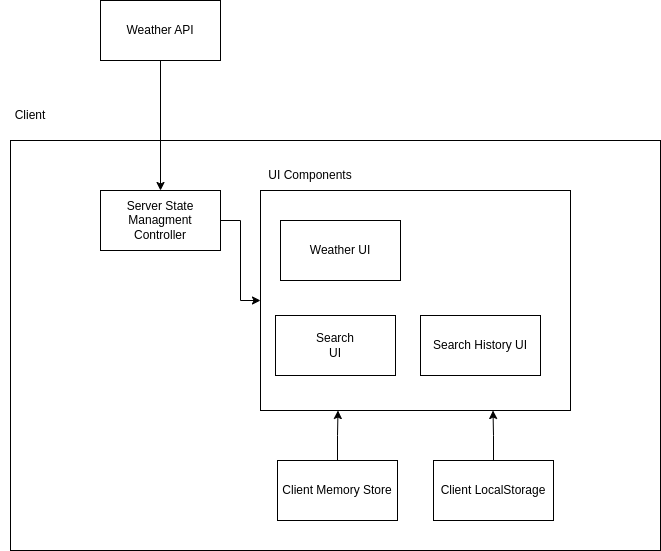 Weather API
Client
UI Components
Server State
Managment
Controller
Weather UI
Search
UI
Search History UI
Client Memory Store
Client LocalStorage